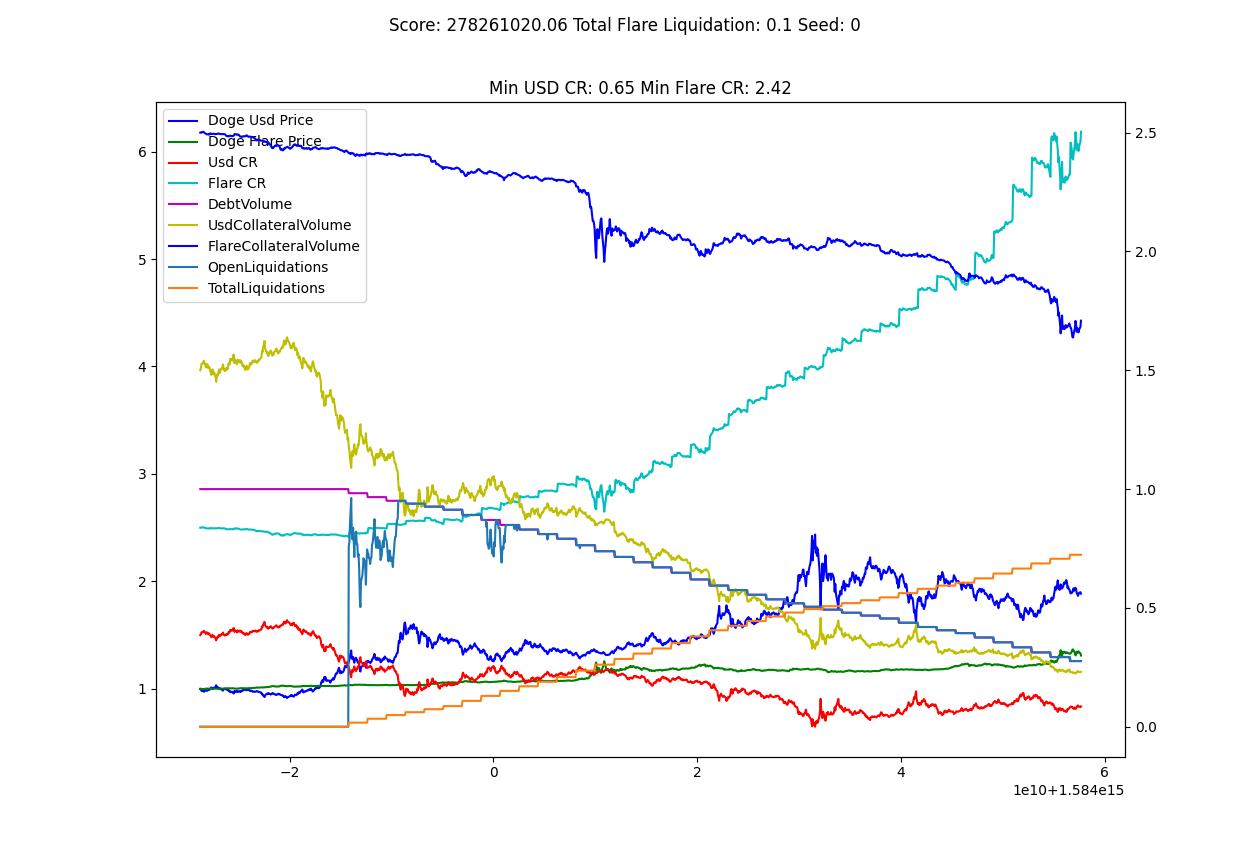 Score: 278261020.06 Total Flare Liquidation: 0.1 Seed: 0
Min USD CR: 0.65 Min Flare CR: 2.42
Doge Usd Price
Doge Flare Price
Usd CR
Flare CR
DebtVolume
UsdCollateralVolume
FlareCollateralVolume
OpenLiquidations
TotalLiquidations
6
5
4
3
2
1
2.5
2.0
1.5
1.0
0.5
0.0
−2
0
2
4
6
1e10+1.584e15